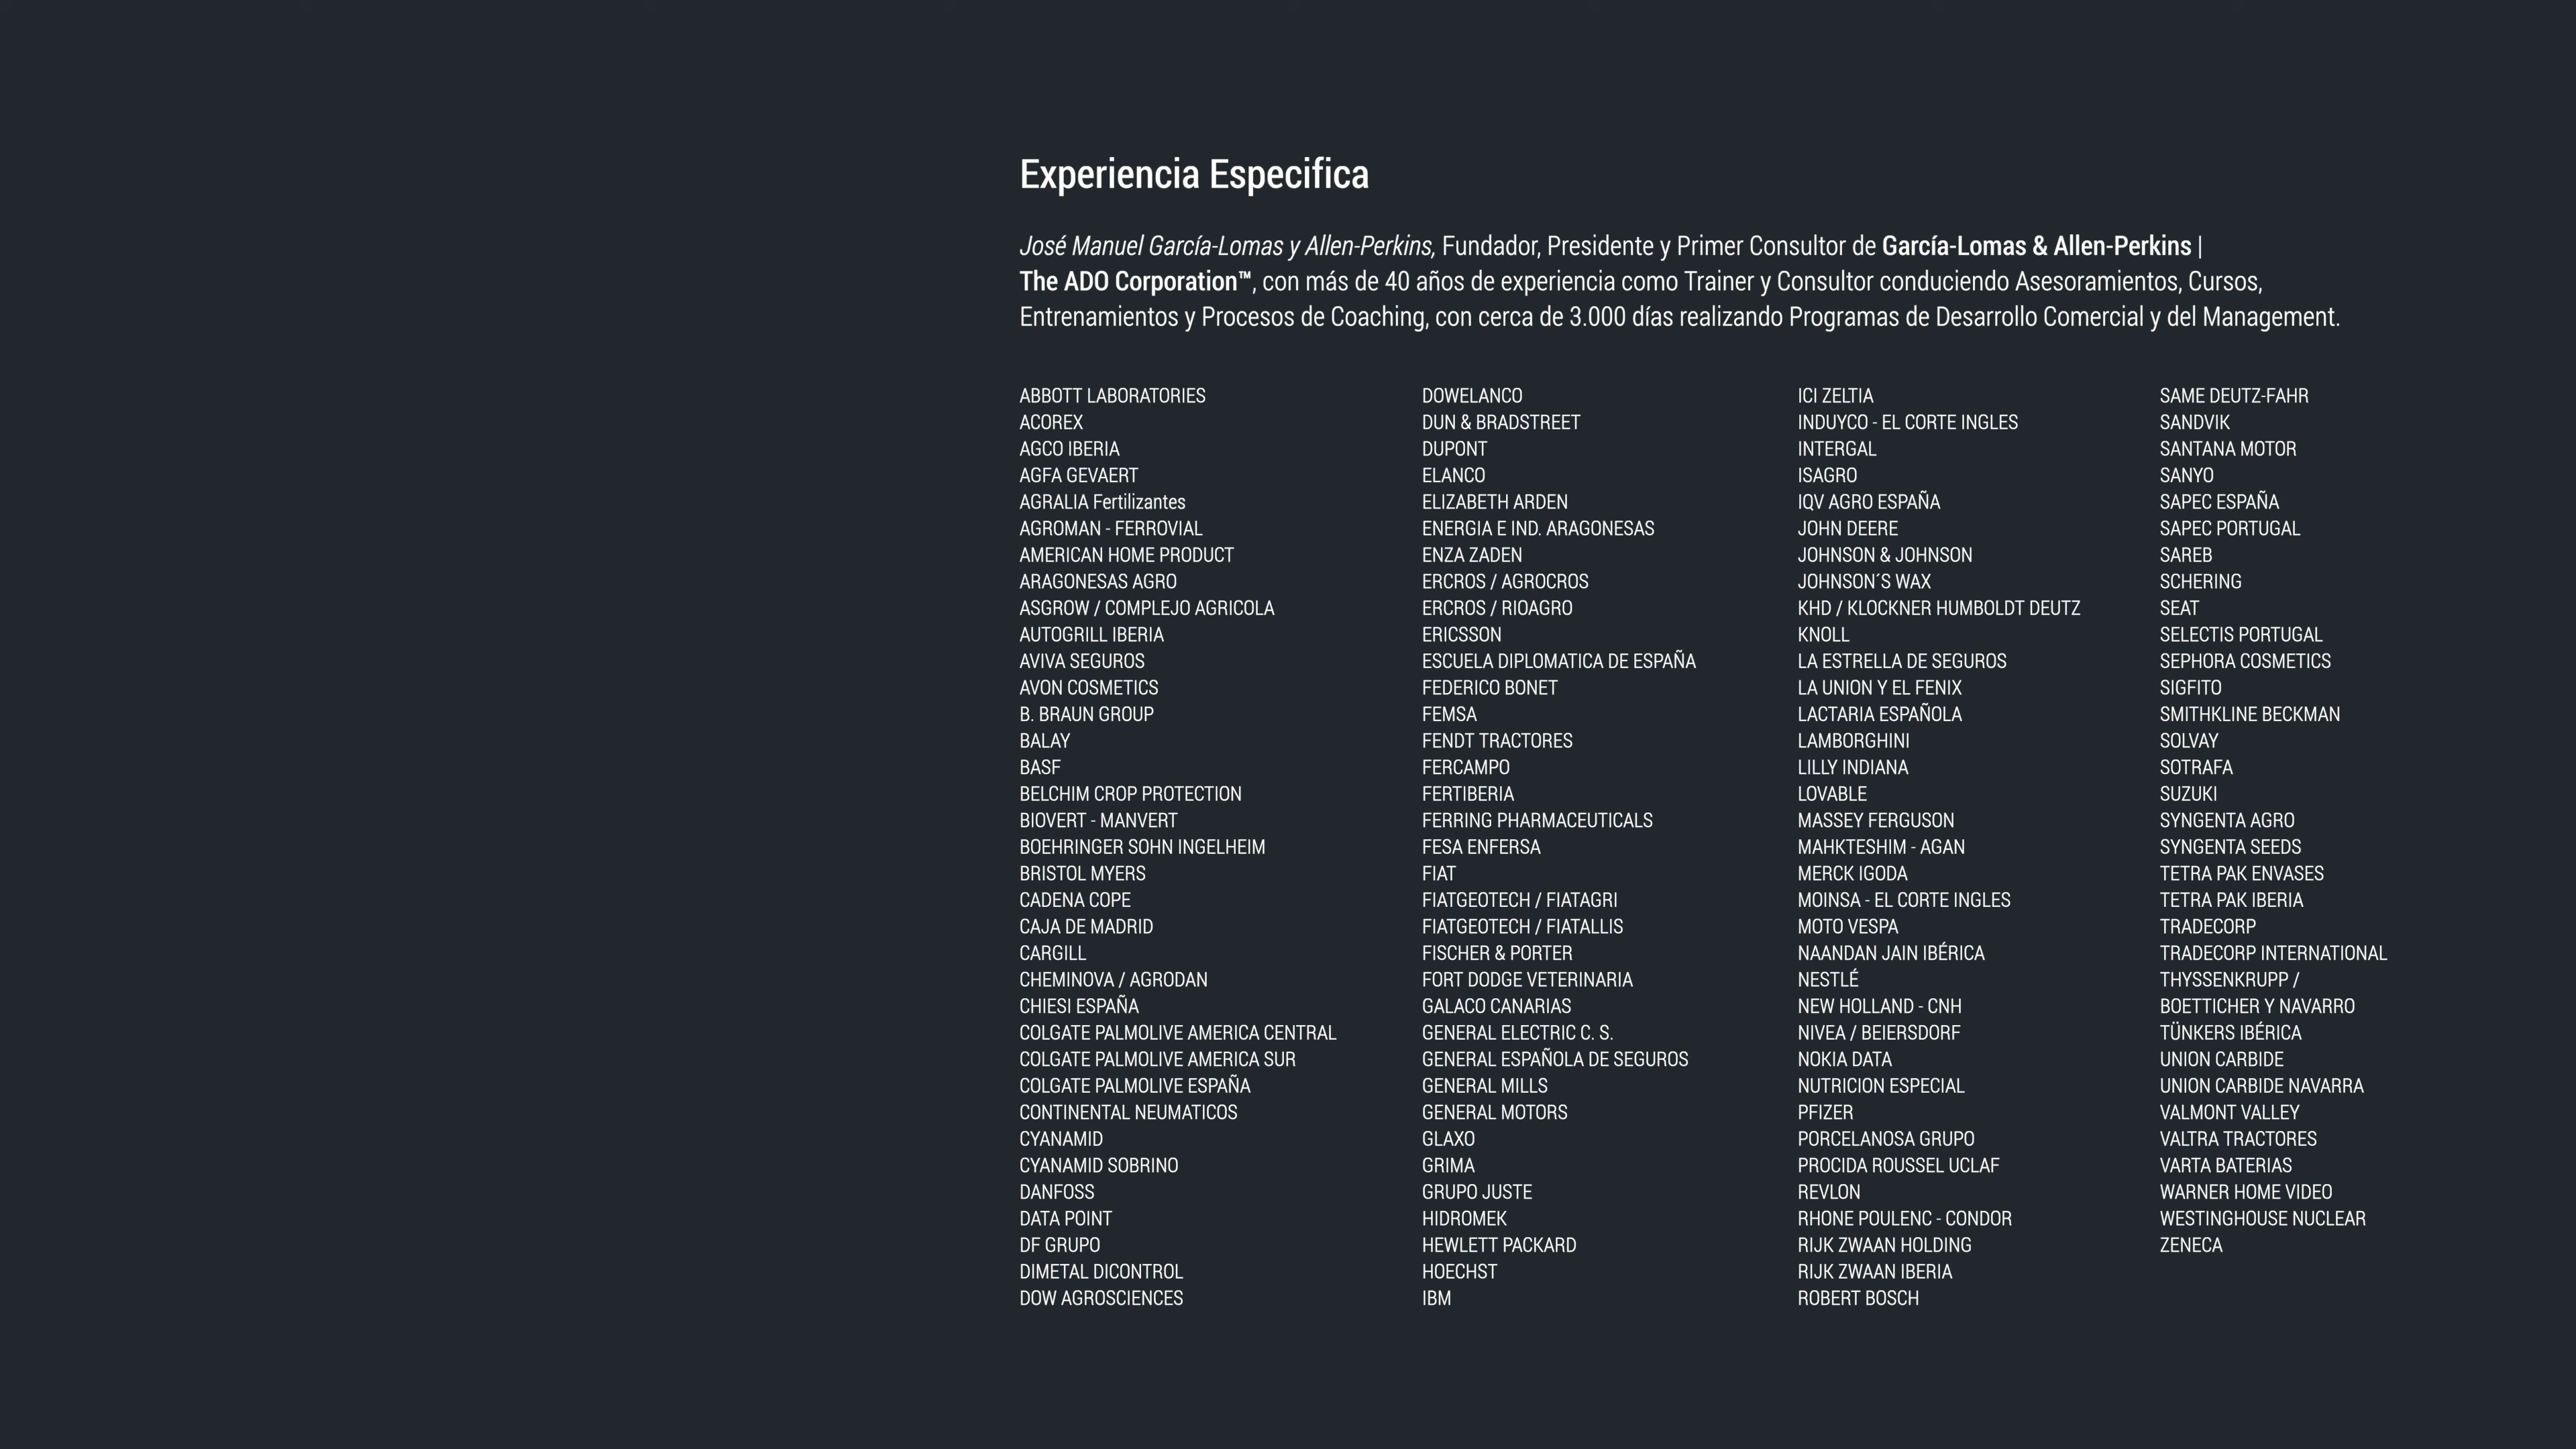 Experiencia Especifica
José Manuel García-Lomas y Allen-Perkins, Fundador, Presidente y Primer Consultor de García-Lomas & Allen-Perkins |
The ADO Corporation™, con más de 40 años de experiencia como Trainer y Consultor conduciendo Asesoramientos, Cursos,
Entrenamientos y Procesos de Coaching, con cerca de 3.000 días realizando Programas de Desarrollo Comercial y del Management.
ABBOTT LABORATORIES
ACOREX
AGCO IBERIA
AGFA GEVAERT
AGRALIA Fertilizantes
AGROMAN - FERROVIAL
AMERICAN HOME PRODUCT
ARAGONESAS AGRO
ASGROW / COMPLEJO AGRICOLA
AUTOGRILL IBERIA
AVIVA SEGUROS
AVON COSMETICS
B. BRAUN GROUP
BALAY
BASF
BELCHIM CROP PROTECTION
BIOVERT - MANVERT
BOEHRINGER SOHN INGELHEIM
BRISTOL MYERS
CADENA COPE
CAJA DE MADRID
CARGILL
CHEMINOVA / AGRODAN
CHIESI ESPAÑA
COLGATE PALMOLIVE AMERICA CENTRAL
COLGATE PALMOLIVE AMERICA SUR
COLGATE PALMOLIVE ESPAÑA
CONTINENTAL NEUMATICOS
CYANAMID
CYANAMID SOBRINO
DANFOSS
DATA POINT
DF GRUPO
DIMETAL DICONTROL
DOW AGROSCIENCES
DOWELANCO
DUN & BRADSTREET
DUPONT
ELANCO
ELIZABETH ARDEN
ENERGIA E IND. ARAGONESAS
ENZA ZADEN
ERCROS / AGROCROS
ERCROS / RIOAGRO
ERICSSON
ESCUELA DIPLOMATICA DE ESPAÑA
FEDERICO BONET
FEMSA
FENDT TRACTORES
FERCAMPO
FERTIBERIA
FERRING PHARMACEUTICALS
FESA ENFERSA
FIAT
FIATGEOTECH / FIATAGRI
FIATGEOTECH / FIATALLIS
FISCHER & PORTER
FORT DODGE VETERINARIA
GALACO CANARIAS
GENERAL ELECTRIC C. S.
GENERAL ESPAÑOLA DE SEGUROS
GENERAL MILLS
GENERAL MOTORS
GLAXO
GRIMA
GRUPO JUSTE
HIDROMEK
HEWLETT PACKARD
HOECHST
IBM
ICI ZELTIA
INDUYCO - EL CORTE INGLES
INTERGAL
ISAGRO
IQV AGRO ESPAÑA
JOHN DEERE
JOHNSON & JOHNSON
JOHNSON´S WAX
KHD / KLOCKNER HUMBOLDT DEUTZ
KNOLL
LA ESTRELLA DE SEGUROS
LA UNION Y EL FENIX
LACTARIA ESPAÑOLA
LAMBORGHINI
LILLY INDIANA
LOVABLE
MASSEY FERGUSON
MAHKTESHIM - AGAN
MERCK IGODA
MOINSA - EL CORTE INGLES
MOTO VESPA
NAANDAN JAIN IBÉRICA
NESTLÉ
NEW HOLLAND - CNH
NIVEA / BEIERSDORF
NOKIA DATA
NUTRICION ESPECIAL
PFIZER
PORCELANOSA GRUPO
PROCIDA ROUSSEL UCLAF
REVLON
RHONE POULENC - CONDOR
RIJK ZWAAN HOLDING
RIJK ZWAAN IBERIA
ROBERT BOSCH
SAME DEUTZ-FAHR
SANDVIK
SANTANA MOTOR
SANYO
SAPEC ESPAÑA
SAPEC PORTUGAL
SAREB
SCHERING
SEAT
SELECTIS PORTUGAL
SEPHORA COSMETICS
SIGFITO
SMITHKLINE BECKMAN
SOLVAY
SOTRAFA
SUZUKI
SYNGENTA AGRO
SYNGENTA SEEDS
TETRA PAK ENVASES
TETRA PAK IBERIA
TRADECORP
TRADECORP INTERNATIONAL
THYSSENKRUPP /
BOETTICHER Y NAVARRO
TÜNKERS IBÉRICA
UNION CARBIDE
UNION CARBIDE NAVARRA
VALMONT VALLEY
VALTRA TRACTORES
VARTA BATERIAS
WARNER HOME VIDEO
WESTINGHOUSE NUCLEAR
ZENECA